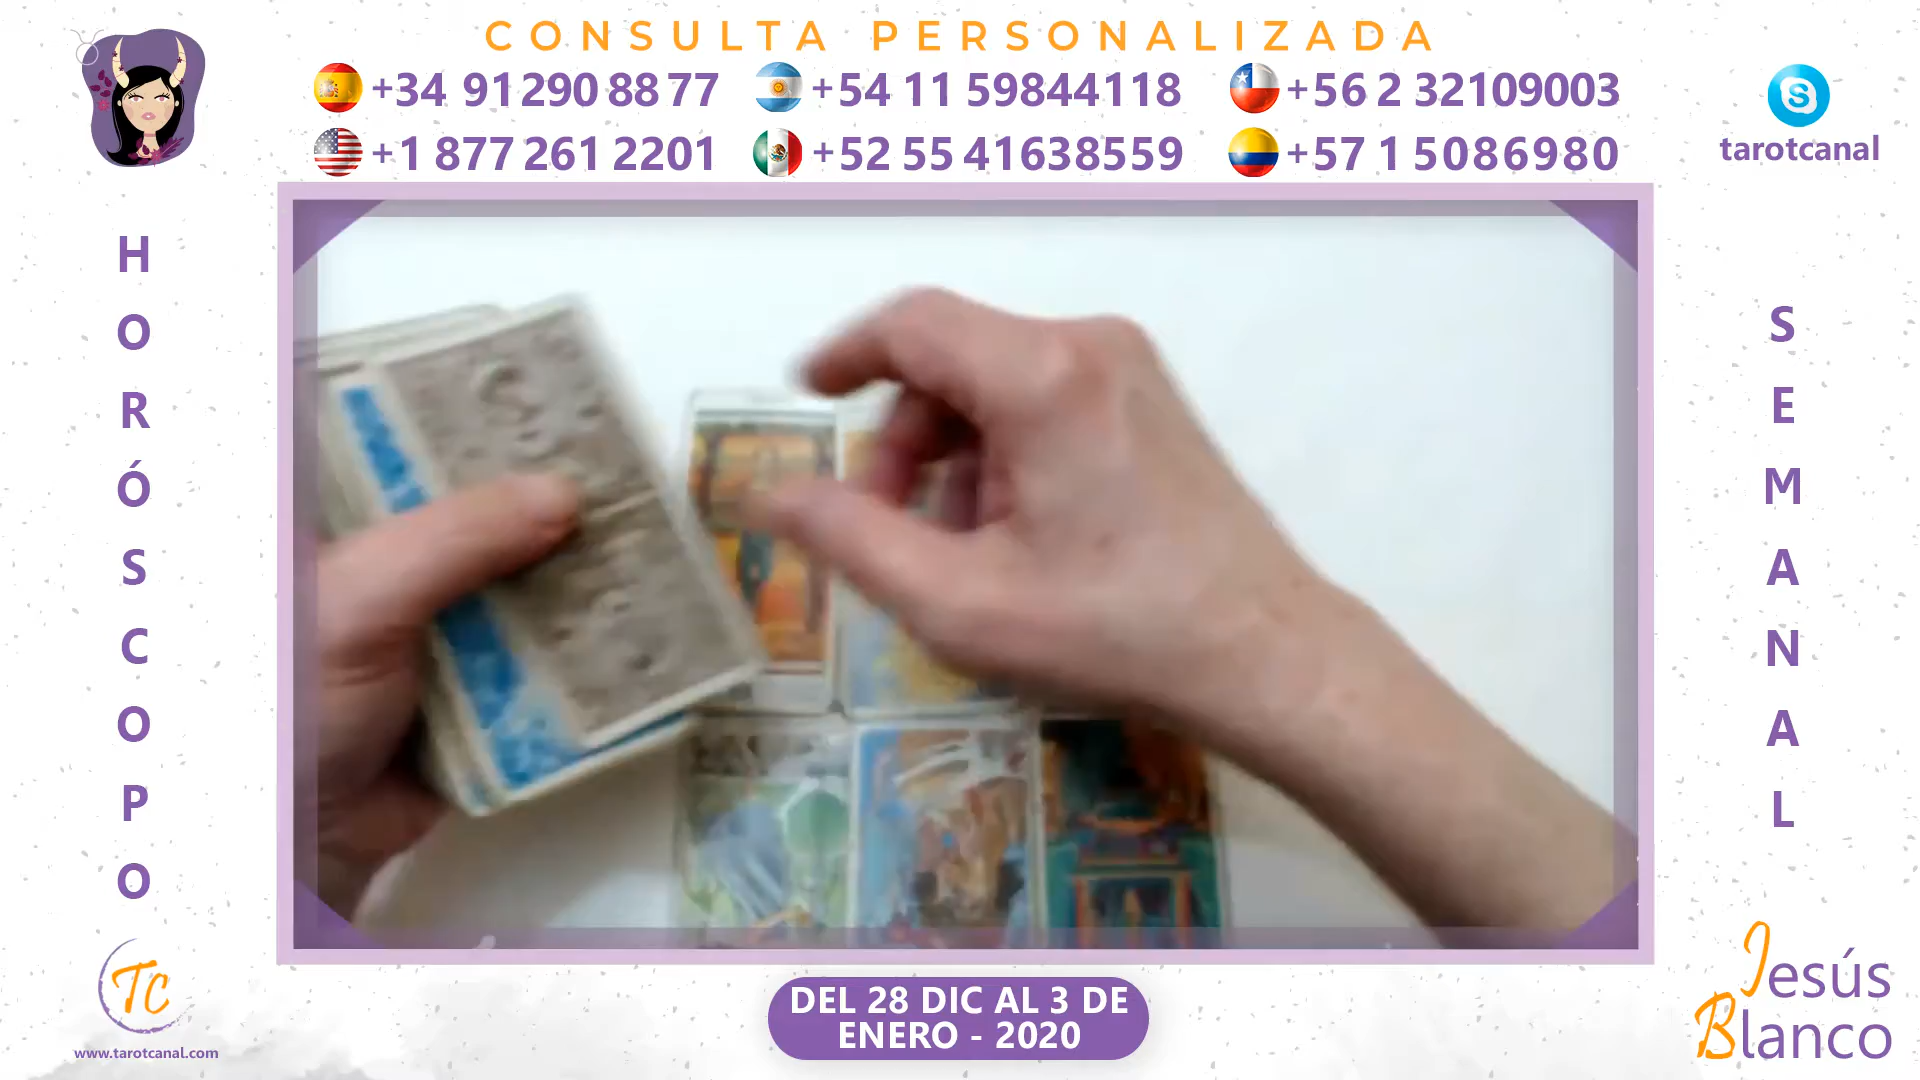 CONSULTA PERSONALIZADA
+34 91 290 88 77
+54 11 59844118
+56 2 32109003
+1 877 261 2201
+52 55 41638559
+57 1 5086980
tarotcanal
HORÓSCOPO
SEMANAL
TC
www.tarotcanal.com
DEL 28 DIC AL 3 DE
ENERO - 2020
Jesús
Blanco